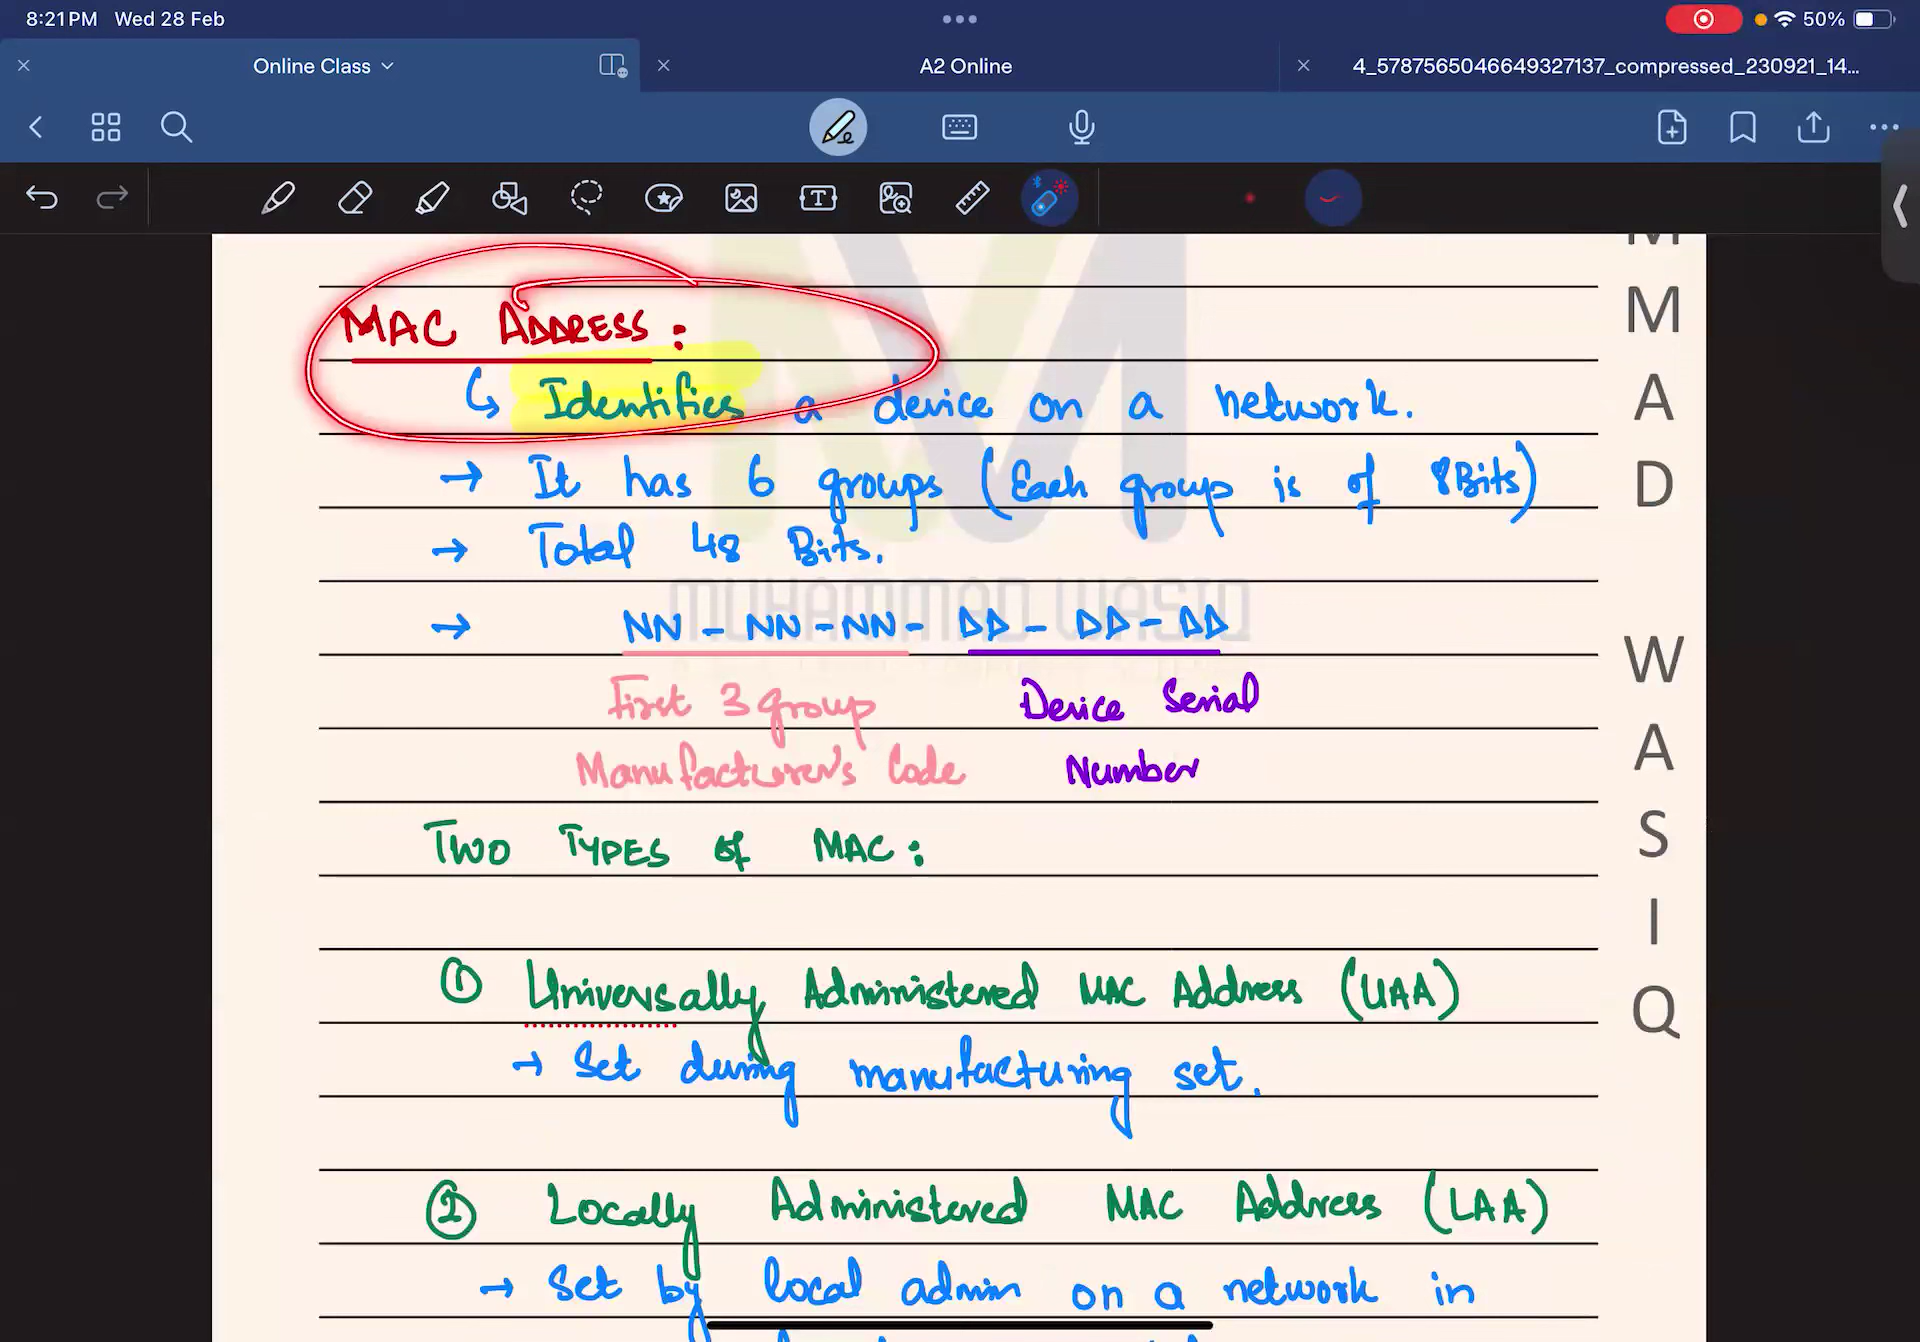 8:21PM Wed 28 Feb
50%
Online Class
A2 Online
4_5787565046649327137_compressed_230921_14...
MAC ADDRESS:
↳ Identifies a device on a network.
→ It has 6 groups (Each group is of 8Bits)
→ Total 48 Bits.
→ NN - NN - NN - DD - DD - DD
First 3 group Device Serial
Manufacturer's Code Number
TWO TYPES of MAC:
① Universally Administered MAC Address (UAA)
→ Set during manufacturing set.
② Locally Administered MAC Address (LAA)
→ Set by local admin on a network in
MUHAMMAD WASIQ
M
M
A
D
W
A
S
I
Q